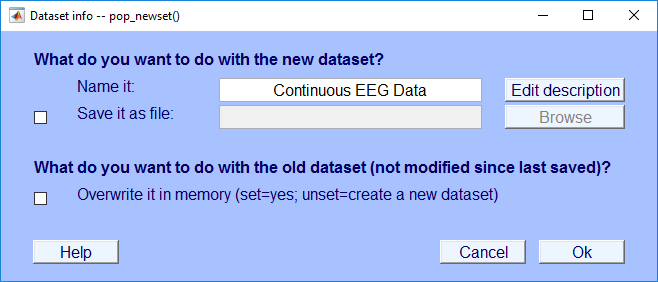 Dataset info -- pop_newset()
What do you want to do with the new dataset?
Name it: Continuous EEG Data Edit description
Save it as file: Browse
What do you want to do with the old dataset (not modified since last saved)?
Overwrite it in memory (set=yes; unset=create a new dataset)
Help Cancel Ok